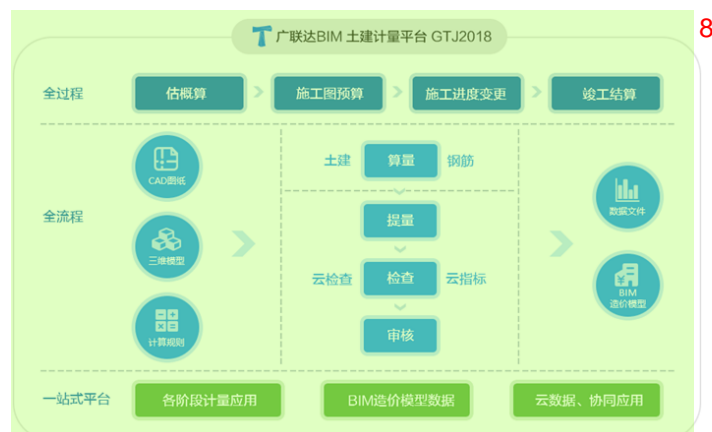 广联达BIM 土建计量平台 GTJ2018
8
全过程
估概算
施工图预算
施工进度变更
竣工结算
全流程
CAD图纸
三维模型
计算规则
土建
算量
钢筋
提量
云检查
检查
云指标
审核
数据文件
BIM
造价模型
一站式平台
各阶段计量应用
BIM造价模型数据
云数据、协同应用